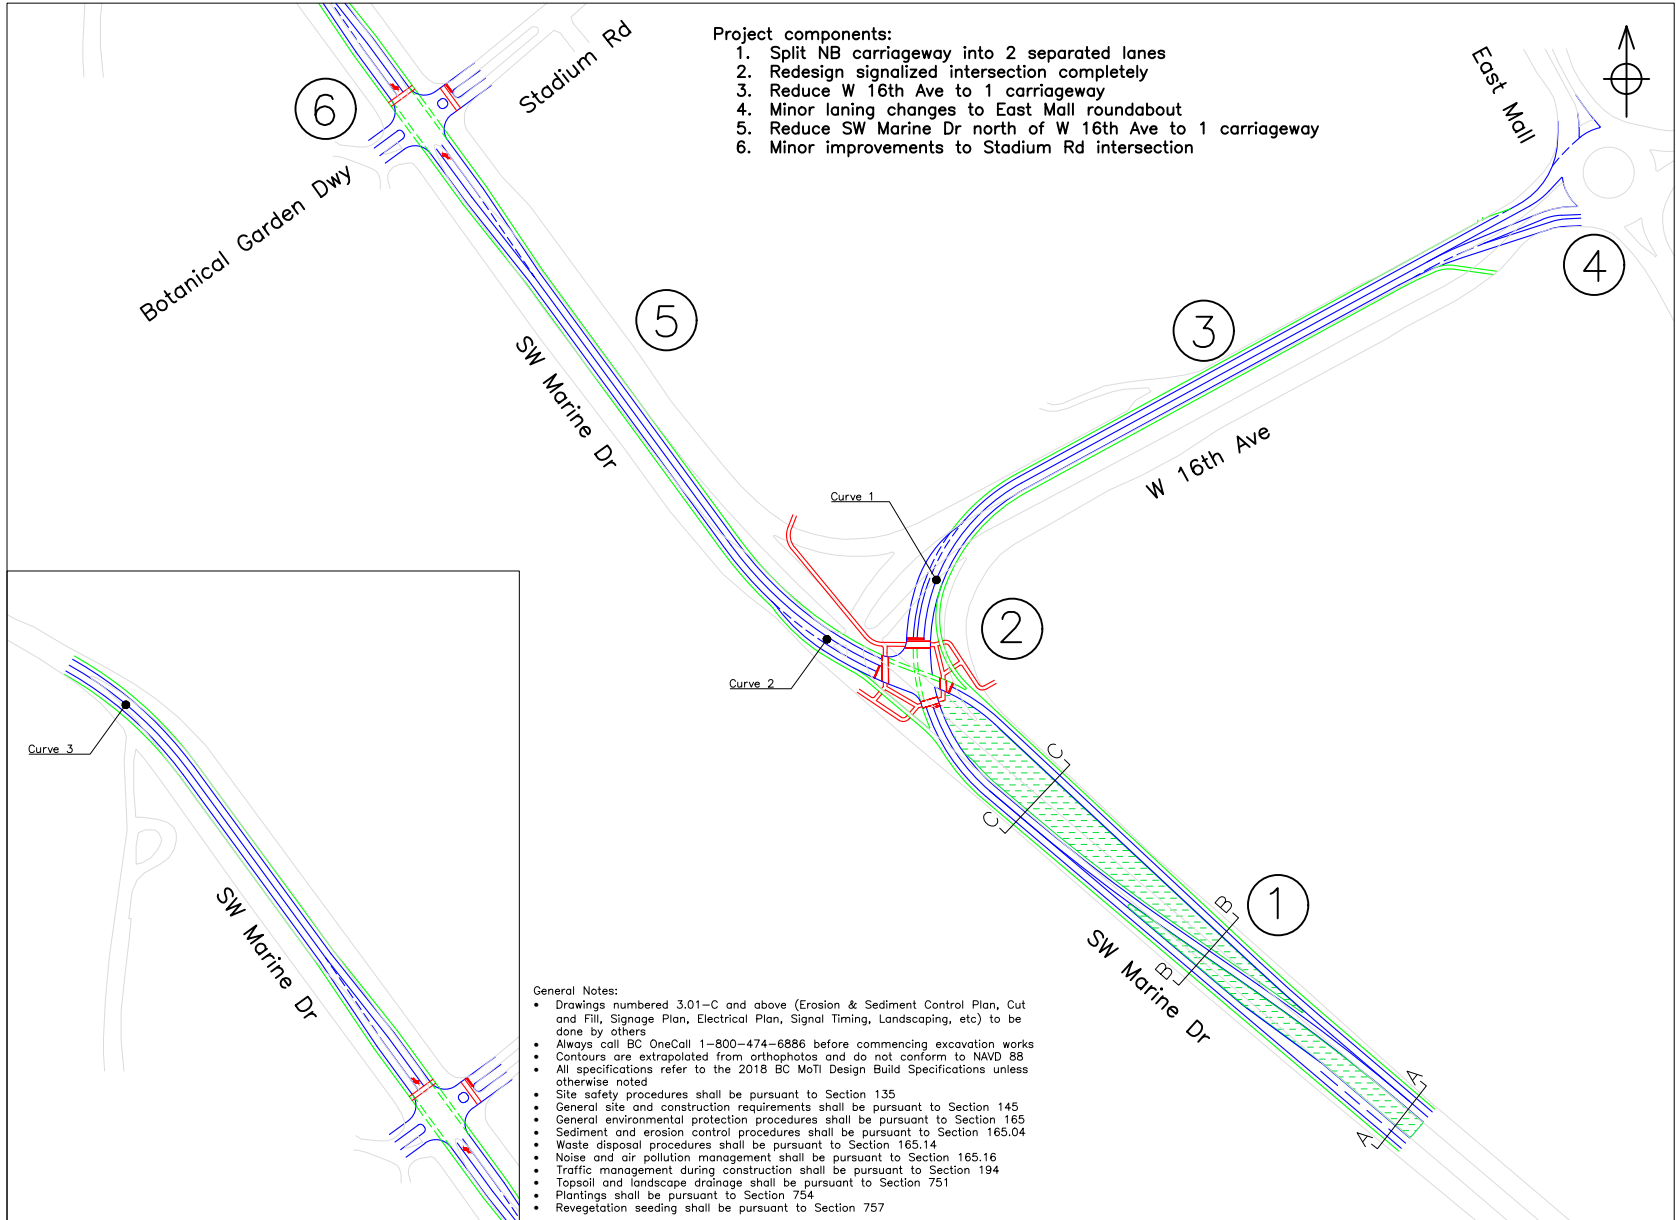 Project components:
1. Split NB carriageway into 2 separated lanes
2. Redesign signalized intersection completely
3. Reduce W 16th Ave to 1 carriageway
4. Minor laning changes to East Mall roundabout
5. Reduce SW Marine Dr north of W 16th Ave to 1 carriageway
6. Minor improvements to Stadium Rd intersection
Stadium Rd
East Mall
6
Botanical Garden Dwy
4
5
3
SW Marine Dr
W 16th Ave
Curve 1
2
Curve 2
Curve 3
C
C
SW Marine Dr
1
B
B
SW Marine Dr
A
A
General Notes:
• Drawings numbered 3.01-C and above (Erosion & Sediment Control Plan, Cut
and Fill, Signage Plan, Electrical Plan, Signal Timing, Landscaping, etc) to be
done by others
• Always call BC OneCall 1-800-474-6886 before commencing excavation works
• Contours are extrapolated from orthophotos and do not conform to NAVD 88
• All specifications refer to the 2018 BC MoTI Design Build Specifications unless
otherwise noted
• Site safety procedures shall be pursuant to Section 135
• General site and construction requirements shall be pursuant to Section 145
• General environmental protection procedures shall be pursuant to Section 165
• Sediment and erosion control procedures shall be pursuant to Section 165.04
• Waste disposal procedures shall be pursuant to Section 165.14
• Noise and air pollution management shall be pursuant to Section 165.16
• Traffic management during construction shall be pursuant to Section 194
• Topsoil and landscape drainage shall be pursuant to Section 751
• Plantings shall be pursuant to Section 754
• Revegetation seeding shall be pursuant to Section 757